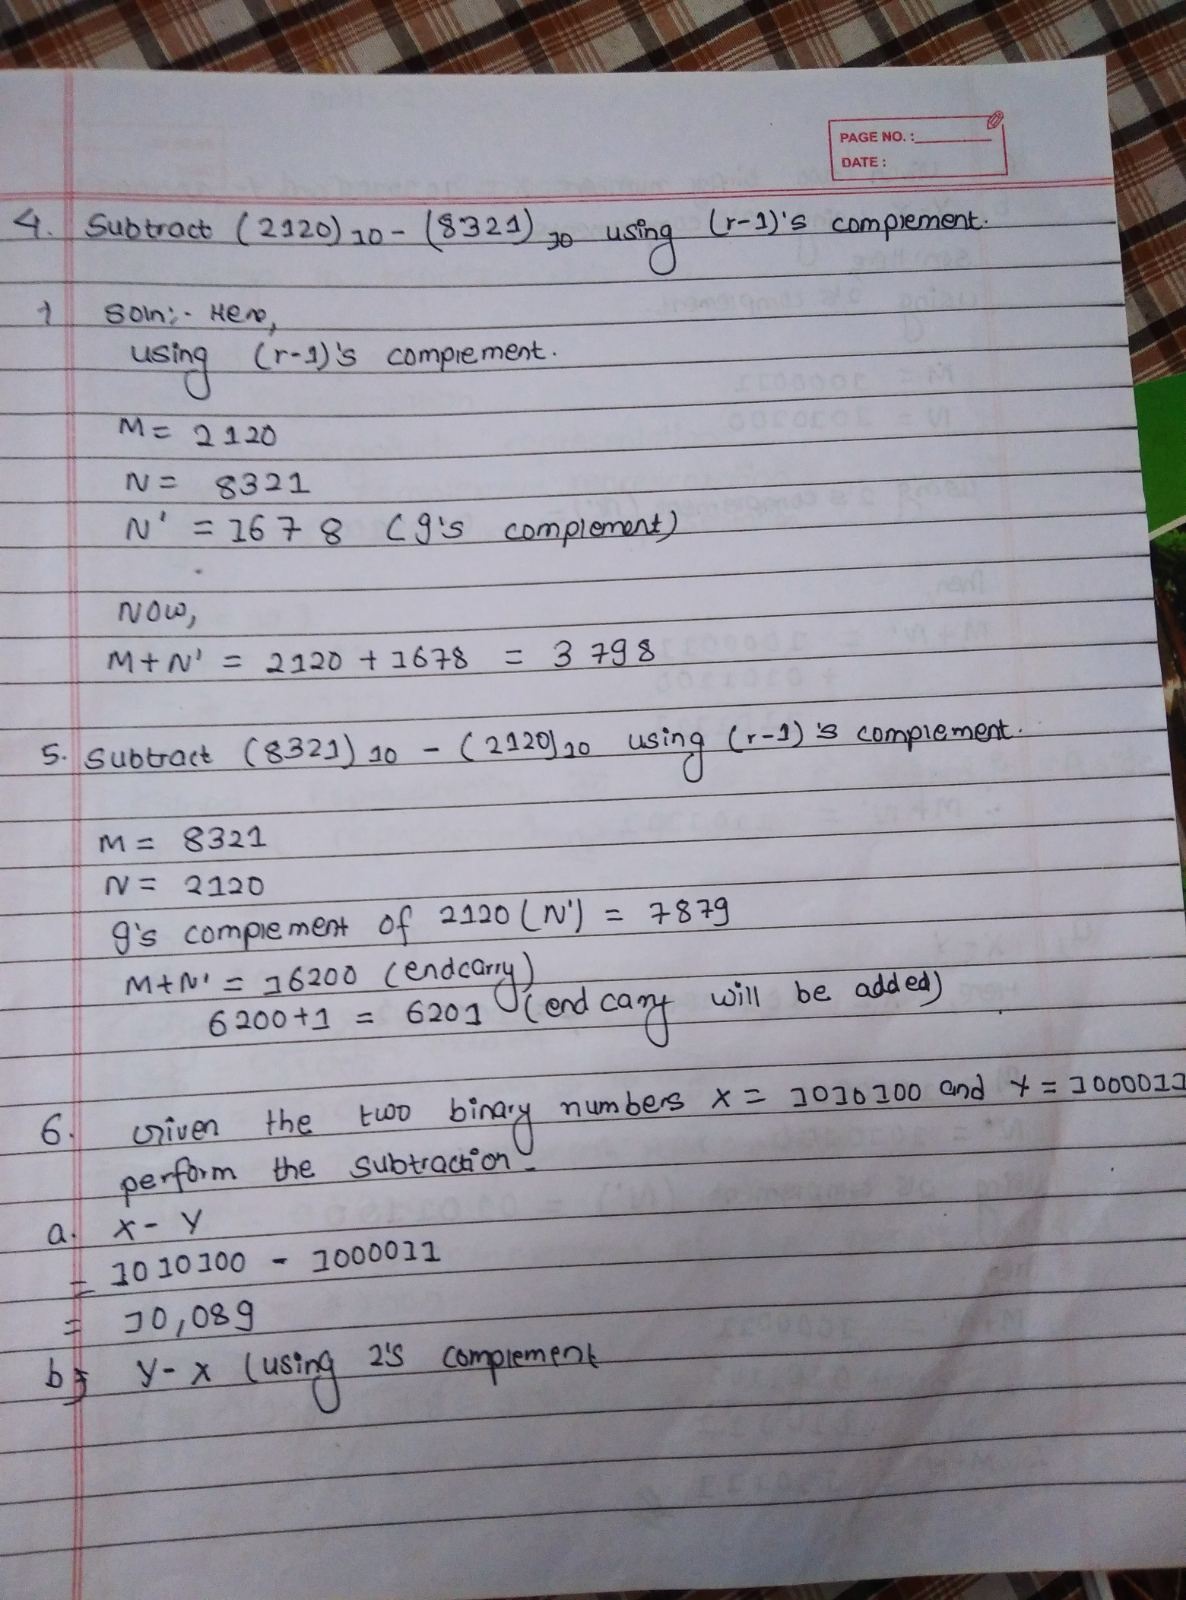 PAGE NO. :
DATE :
4. Subtract (2120)10 - (8321)10 using (r-1)'s complement.
Soln:- Here,
using (r-1)'s complement.
M = 2120
N = 8321
N' = 1678 (9's complement)
Now,
M+N' = 2120 + 1678 = 3798
5. Subtract (8321)10 - (2120)10 using (r-1)'s complement.
M = 8321
N = 2120
9's complement of 2120 (N') = 7879
M+N' = 16200 (endcarry)
6200+1 = 6201 (end carry will be added)
6. Given the two binary numbers x = 1010100 and y = 1000011
perform the subtraction.
a. x - y
= 1010100 - 1000011
= 10,089
b. y - x (using 2's complement